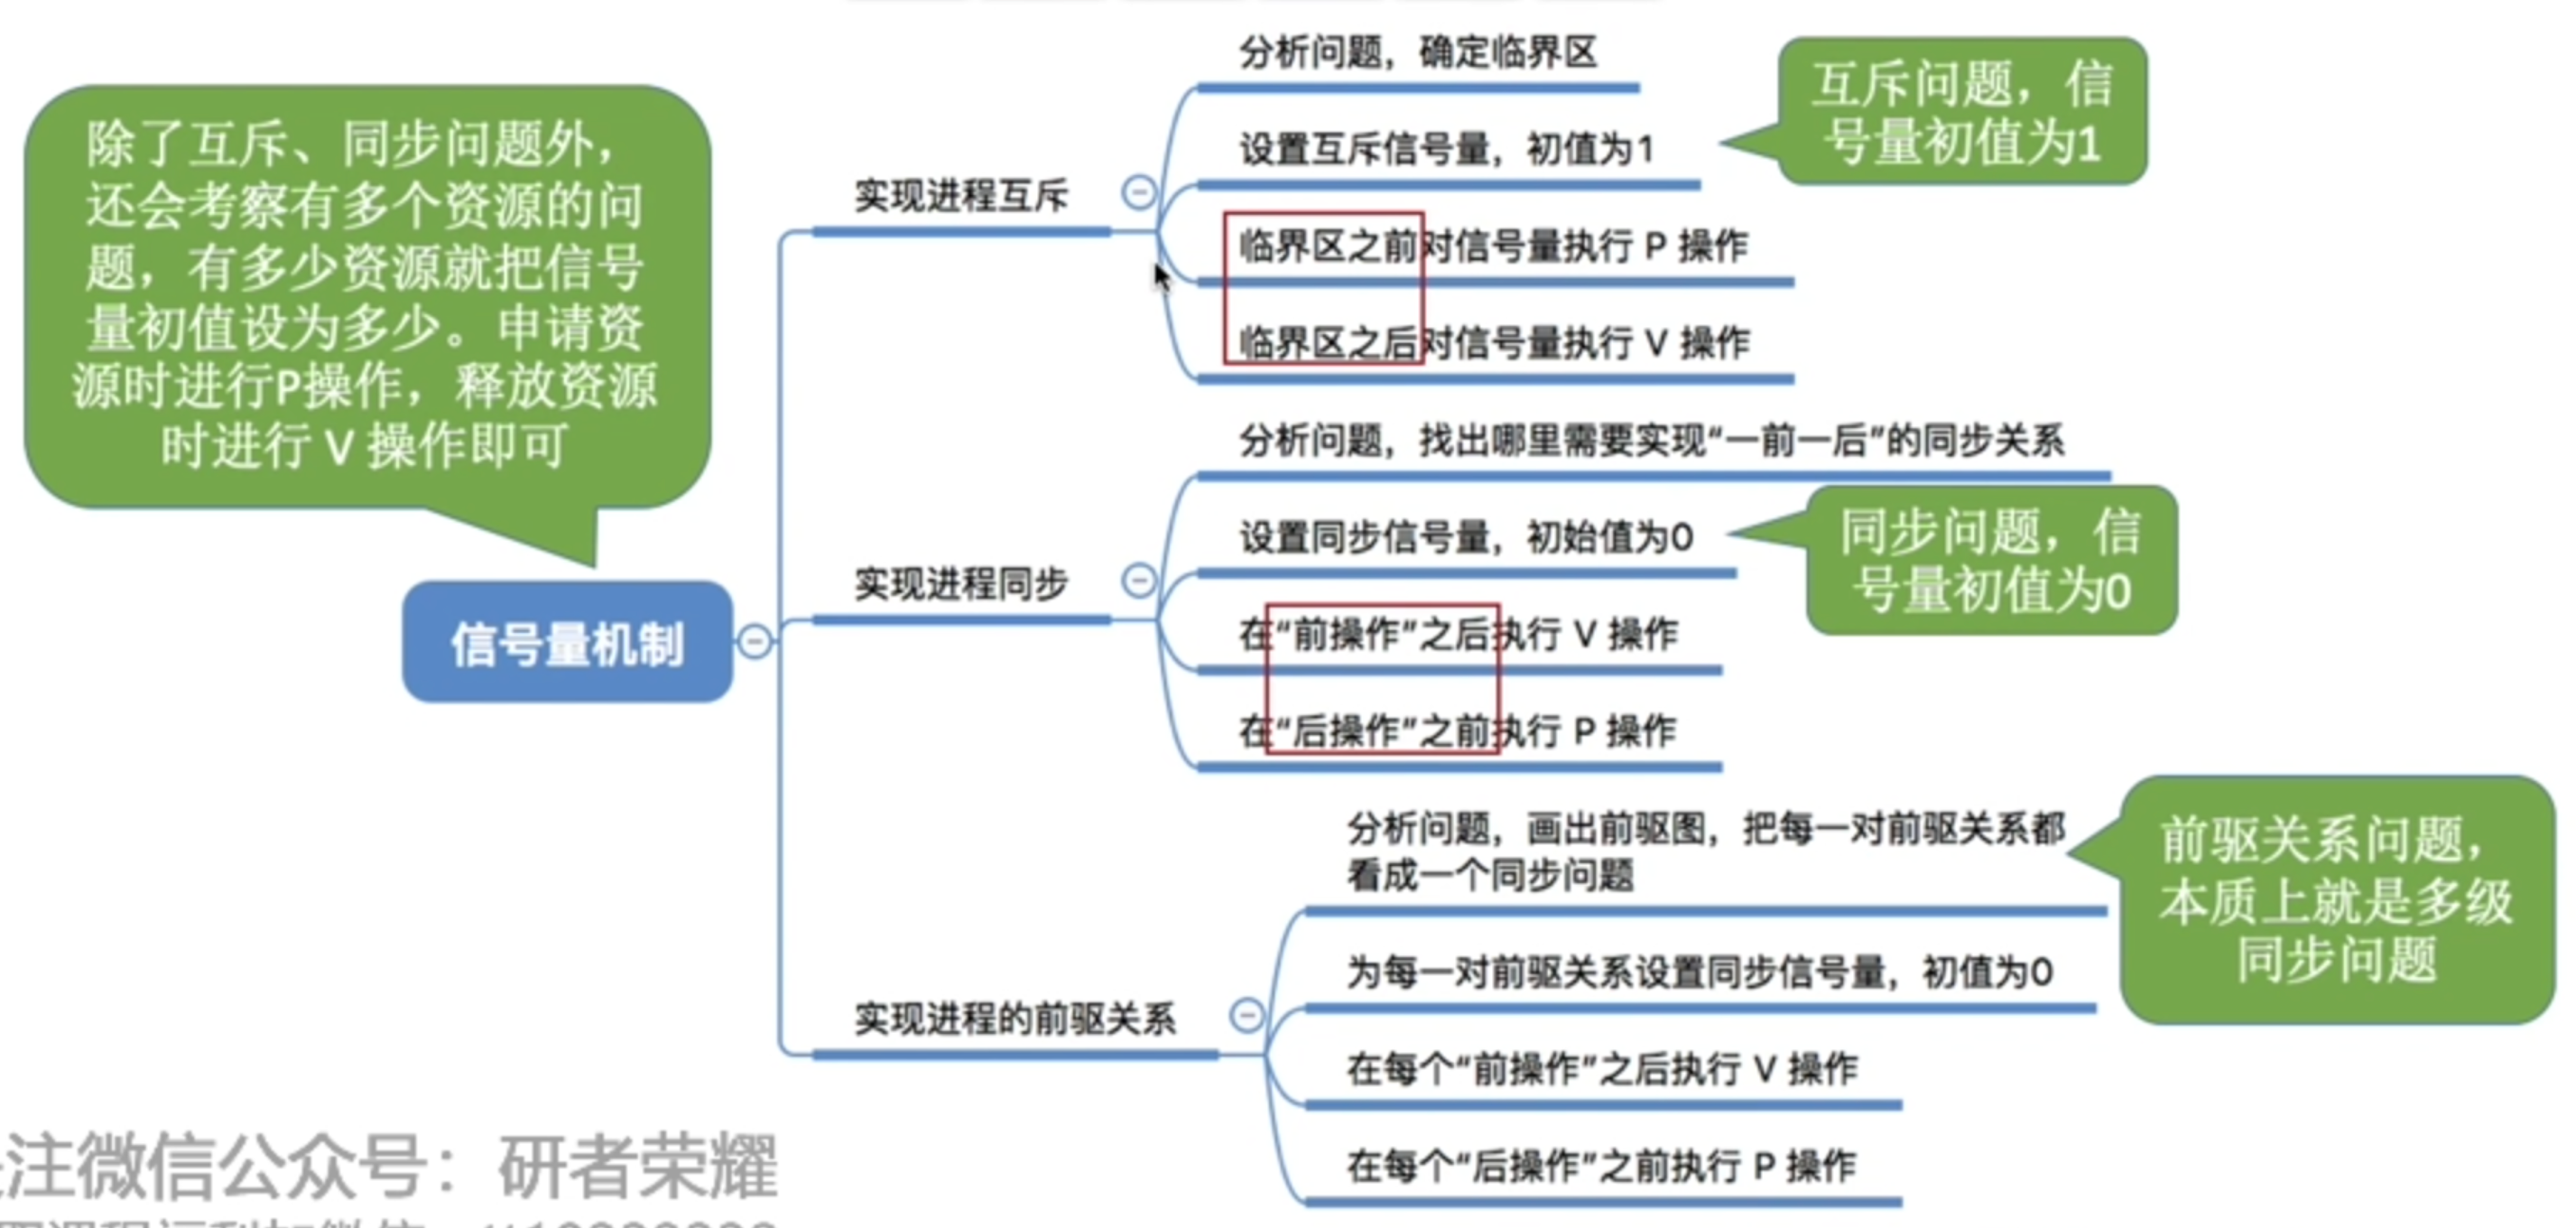 除了互斥、同步问题外，
还会考察有多个资源的问
题，有多少资源就把信号
量初值设为多少。申请资
源时进行P操作，释放资源
时进行 V 操作即可
信号量机制
实现进程互斥
分析问题，确定临界区
设置互斥信号量，初值为1
互斥问题，信
号量初值为1
临界区之前对信号量执行 P 操作
临界区之后对信号量执行 V 操作
实现进程同步
分析问题，找出哪里需要实现“一前一后”的同步关系
设置同步信号量，初始值为0
同步问题，信
号量初值为0
在“前操作”之后执行 V 操作
在“后操作”之前执行 P 操作
实现进程的前驱关系
分析问题，画出前驱图，把每一对前驱关系都
看成一个同步问题
前驱关系问题，
本质上就是多级
同步问题
为每一对前驱关系设置同步信号量，初值为0
在每个“前操作”之后执行 V 操作
在每个“后操作”之前执行 P 操作
注微信公众号：研者荣耀